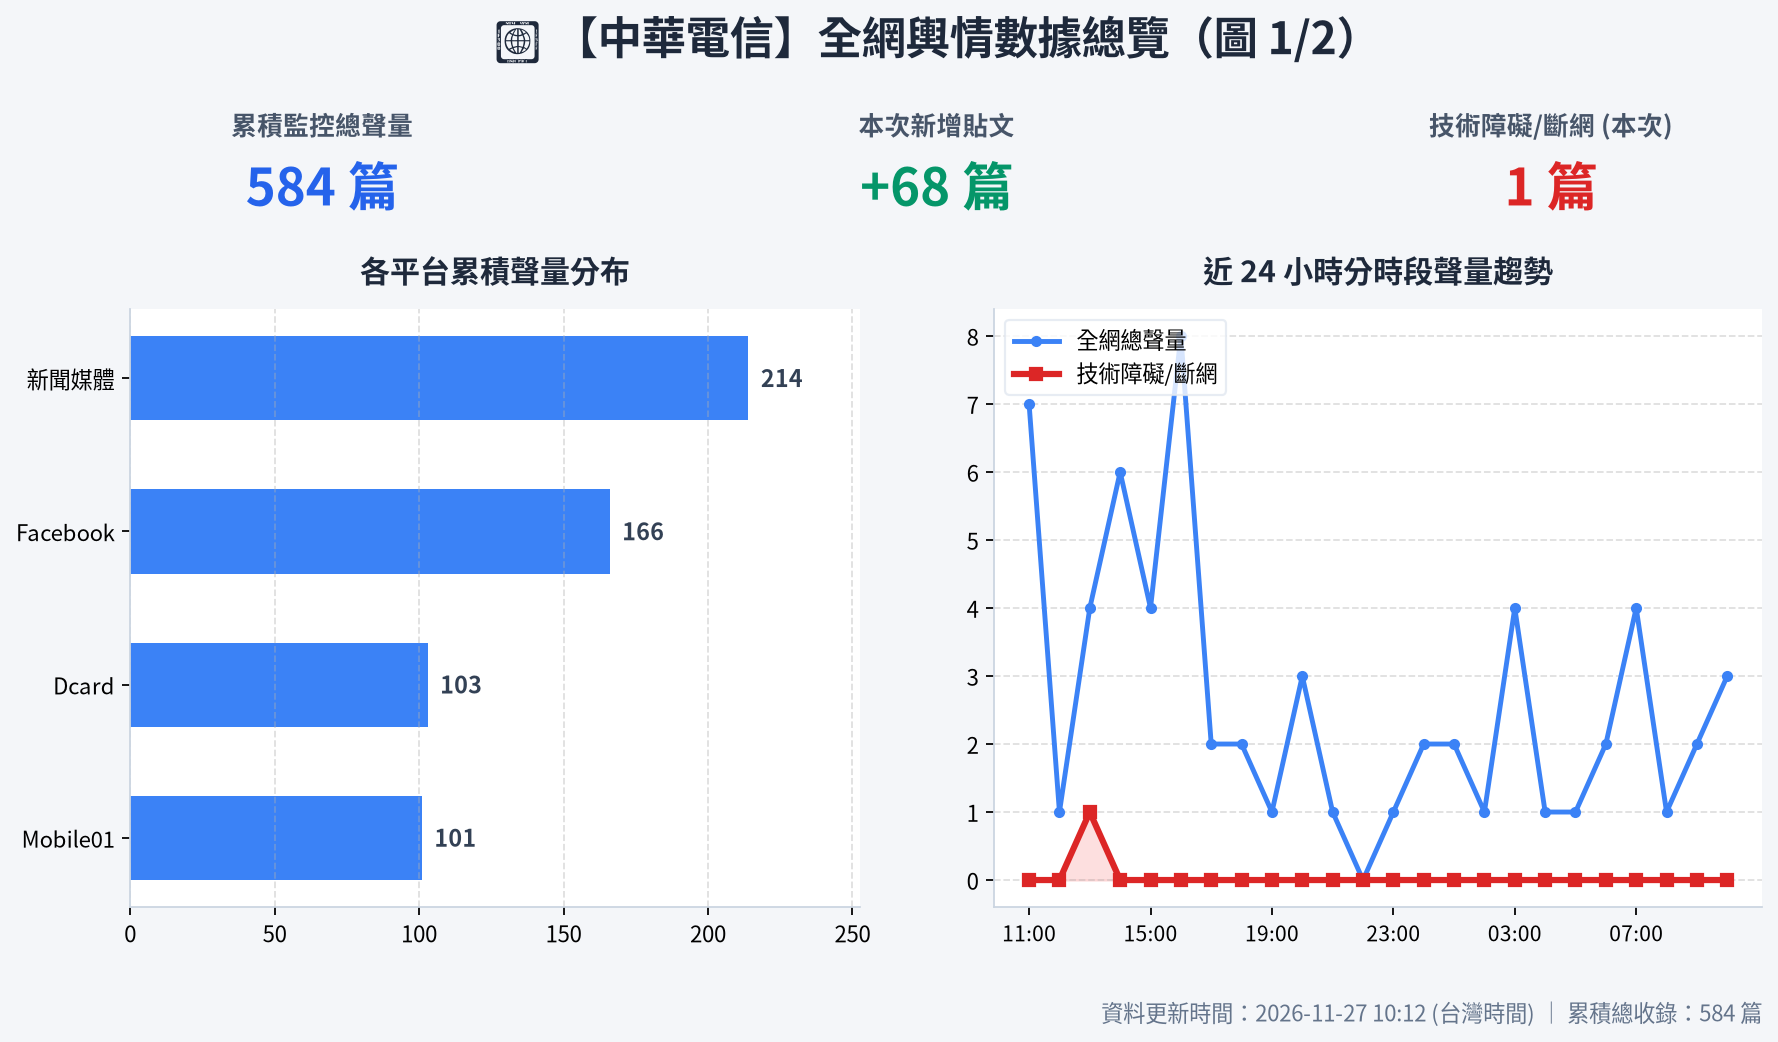 【中華電信】全網輿情數據總覽（圖 1/2）
累積監控總聲量
584 篇
本次新增貼文
+68 篇
技術障礙/斷網 (本次)
1 篇
各平台累積聲量分布
新聞媒體
214
Facebook
166
Dcard
103
Mobile01
101
0 50 100 150 200 250
近 24 小時分時段聲量趨勢
全網總聲量
技術障礙/斷網
8
7
6
5
4
3
2
1
0
11:00 15:00 19:00 23:00 03:00 07:00
資料更新時間：2026-11-27 10:12 (台灣時間) ｜ 累積總收錄：584 篇